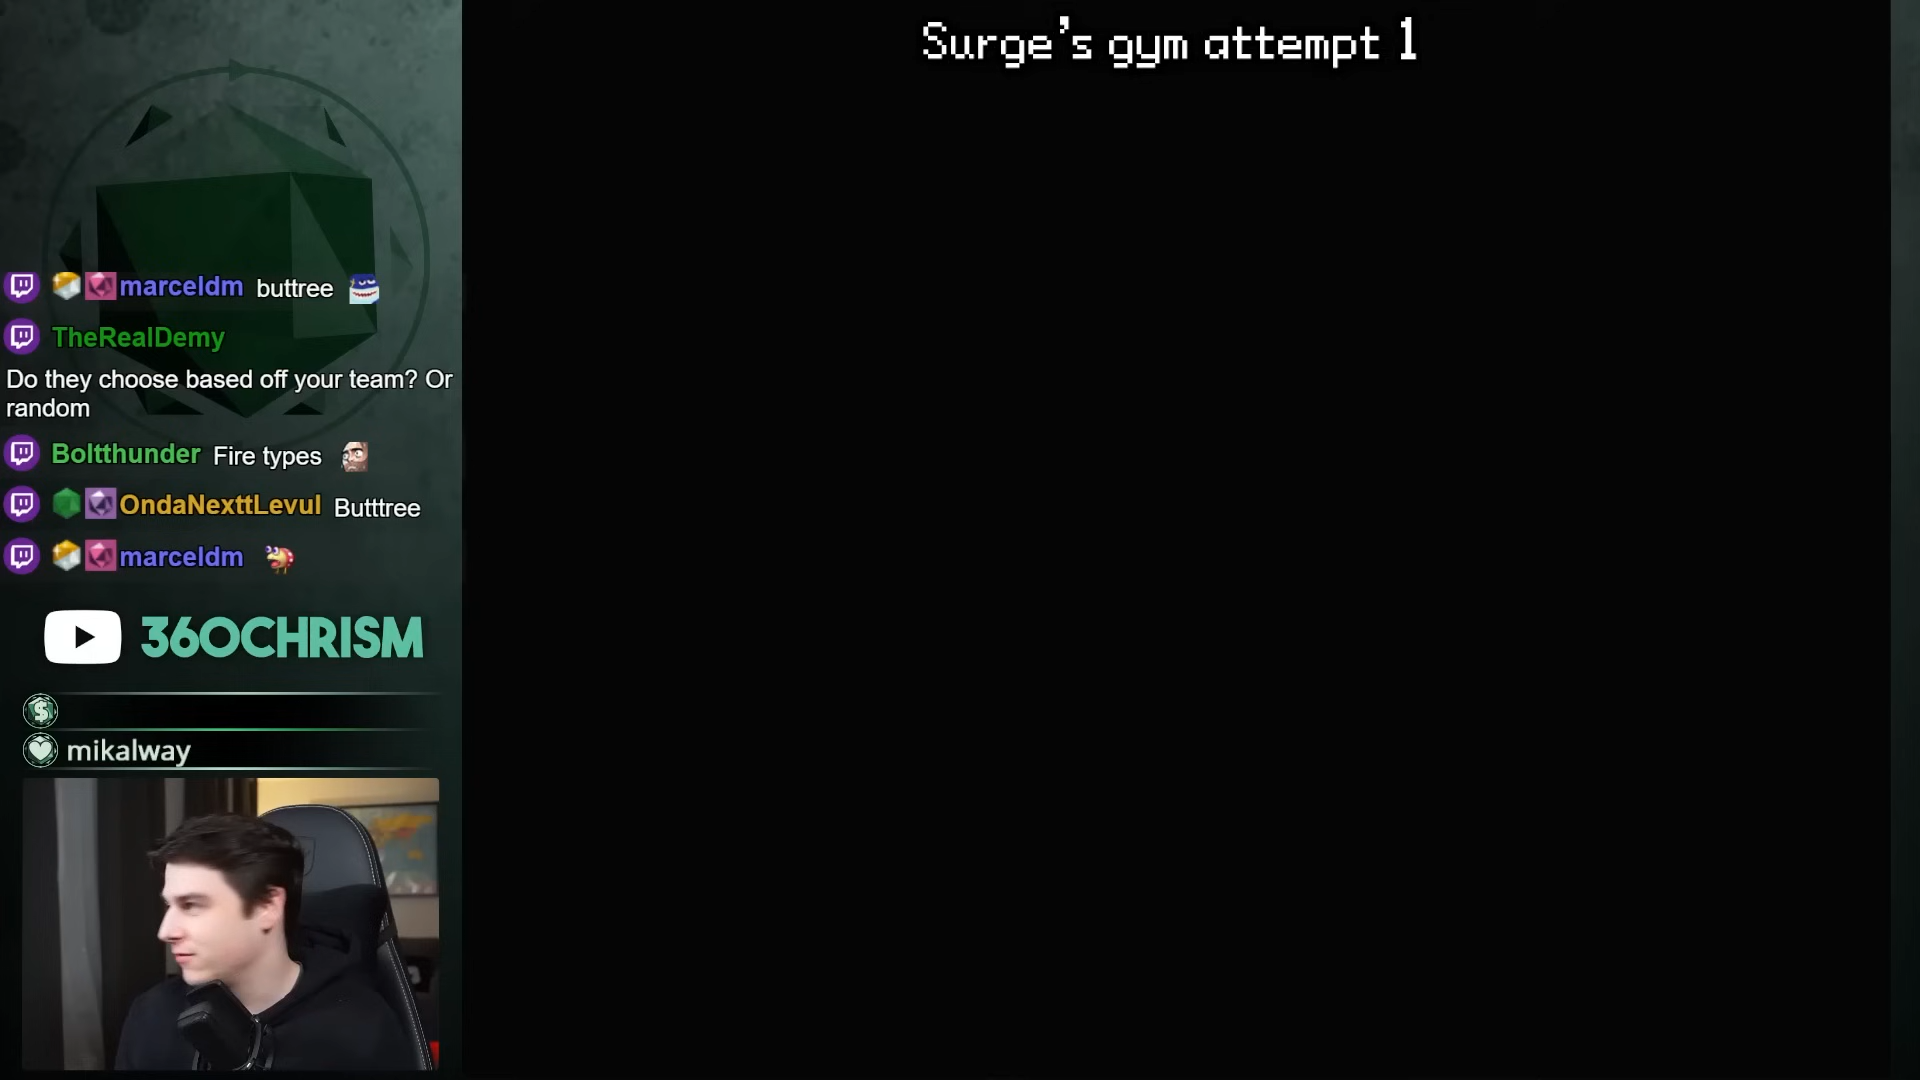 Surge's gym attempt 1
marceldm buttree
TheRealDemy
Do they choose based off your team? Or
random
Boltthunder Fire types
OndaNexttLevul Butttree
marceldm
360CHRISM
$
mikalway